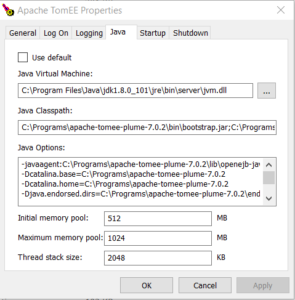 Apache TomEE Properties
General Log On Logging Java Startup Shutdown
Use default
Java Virtual Machine:
C:\Program Files\Java\jdk1.8.0_101\jre\bin\server\jvm.dll
...
Java Classpath:
C:\Programs\apache-tomee-plume-7.0.2\bin\bootstrap.jar;C:\Programs
Java Options:
-javaagent:C:\Programs\apache-tomee-plume-7.0.2\lib\openejb-jav
-Dcatalina.base=C:\Programs\apache-tomee-plume-7.0.2
-Dcatalina.home=C:\Programs\apache-tomee-plume-7.0.2
-Djava.endorsed.dirs=C:\Programs\apache-tomee-plume-7.0.2\end
Initial memory pool: 512 MB
Maximum memory pool: 1024 MB
Thread stack size: 2048 KB
OK Cancel Apply